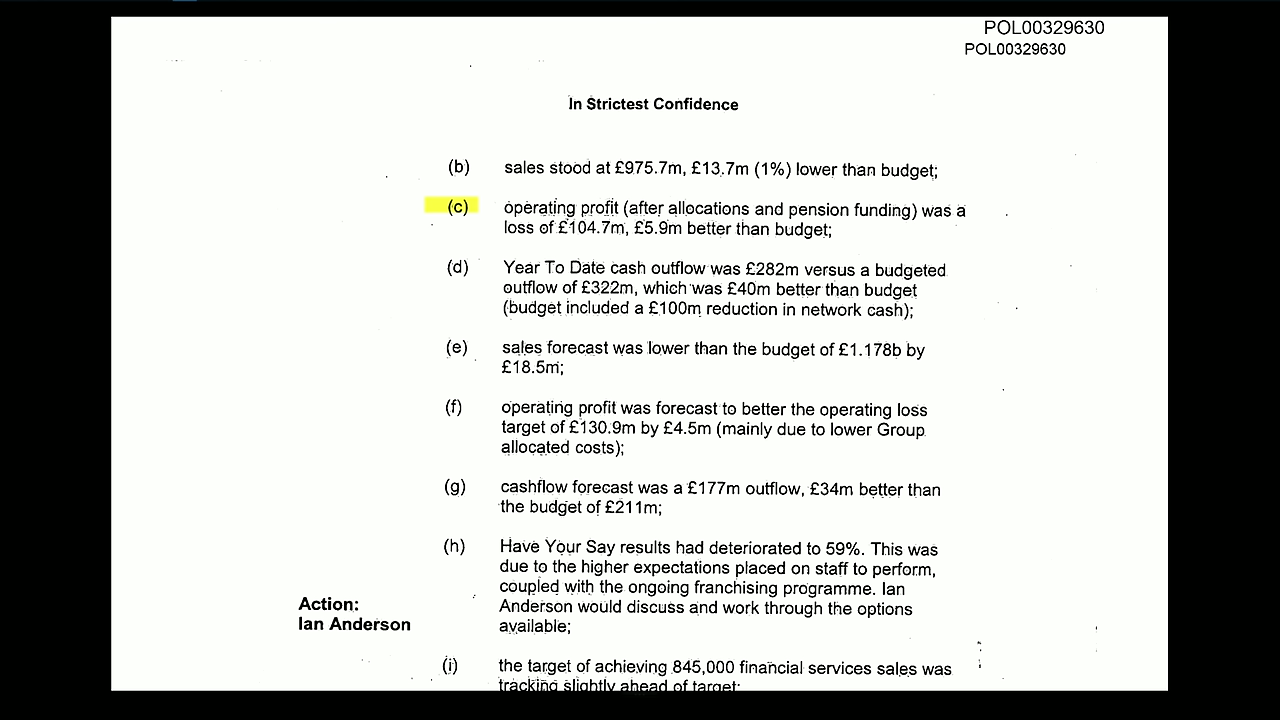 POL00329630
POL00329630
In Strictest Confidence
(b) sales stood at £975.7m, £13.7m (1%) lower than budget;
(c) operating profit (after allocations and pension funding) was a
loss of £104.7m, £5.9m better than budget;
(d) Year To Date cash outflow was £282m versus a budgeted
outflow of £322m, which was £40m better than budget
(budget included a £100m reduction in network cash);
(e) sales forecast was lower than the budget of £1.178b by
£18.5m;
(f) operating profit was forecast to better the operating loss
target of £130.9m by £4.5m (mainly due to lower Group
allocated costs);
(g) cashflow forecast was a £177m outflow, £34m better than
the budget of £211m;
(h) Have Your Say results had deteriorated to 59%. This was
due to the higher expectations placed on staff to perform,
coupled with the ongoing franchising programme. Ian
Action: Anderson would discuss and work through the options
Ian Anderson available;
(i) the target of achieving 845,000 financial services sales was
tracking slightly ahead of target;